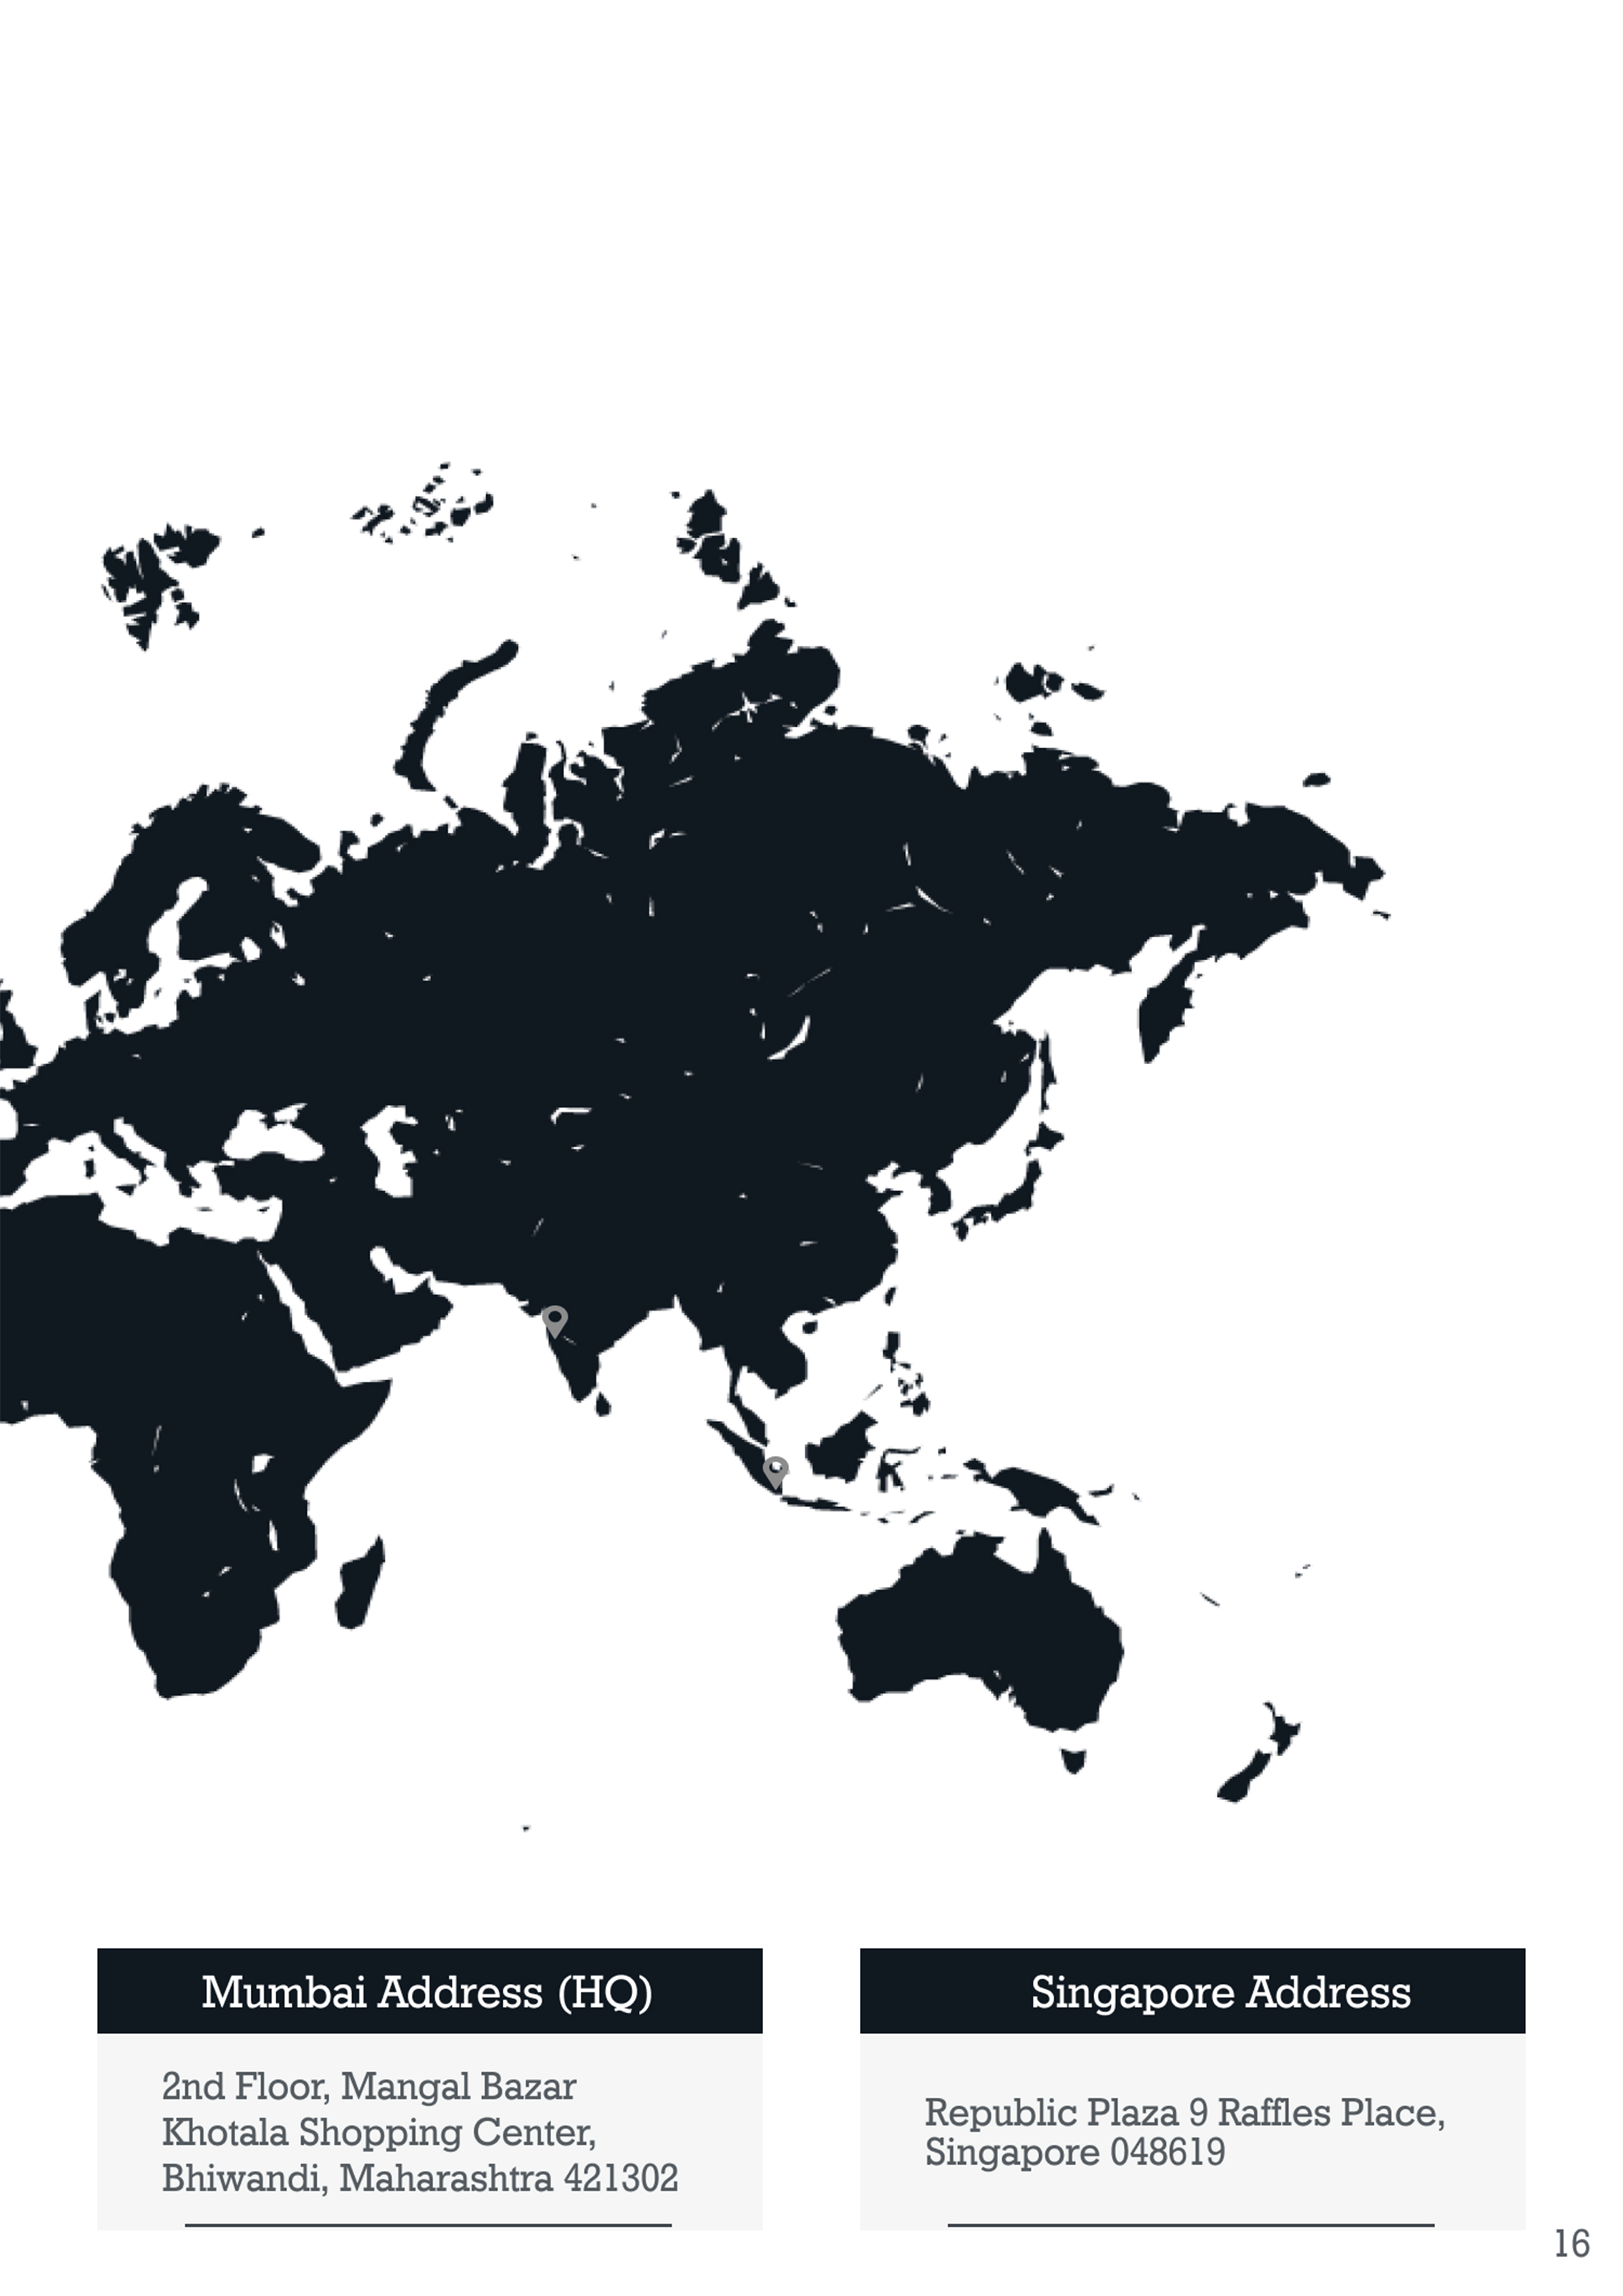 Mumbai Address (HQ)
2nd Floor, Mangal Bazar
Khotala Shopping Center,
Bhiwandi, Maharashtra 421302
Singapore Address
Republic Plaza 9 Raffles Place,
Singapore 048619
16